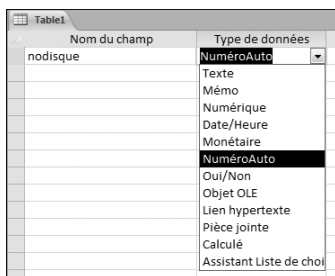 Table1
Nom du champ Type de données
nodisque NuméroAuto
Texte
Mémo
Numérique
Date/Heure
Monétaire
NuméroAuto
Oui/Non
Objet OLE
Lien hypertexte
Pièce jointe
Calculé
Assistant Liste de choi